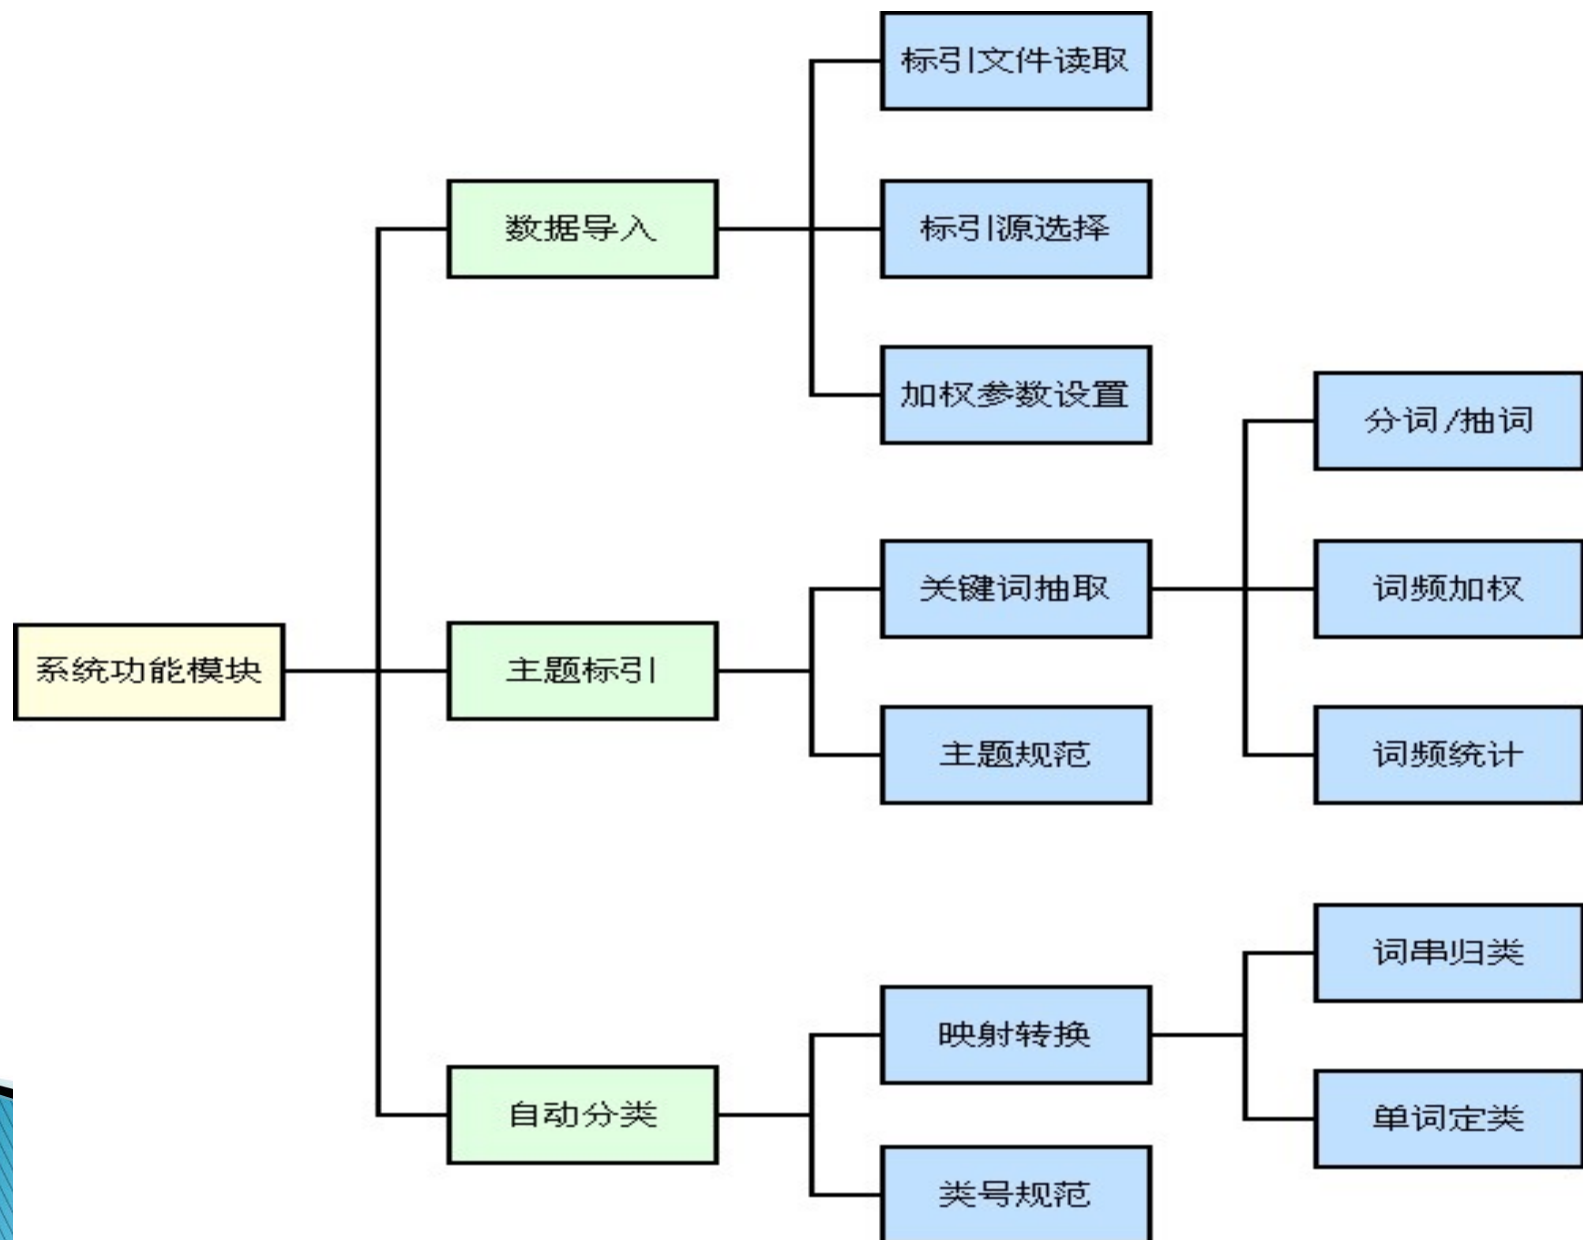 标引文件读取
数据导入
标引源选择
加权参数设置
分词/抽词
关键词抽取
词频加权
系统功能模块
主题标引
主题规范
词频统计
词串归类
映射转换
自动分类
单词定类
类号规范